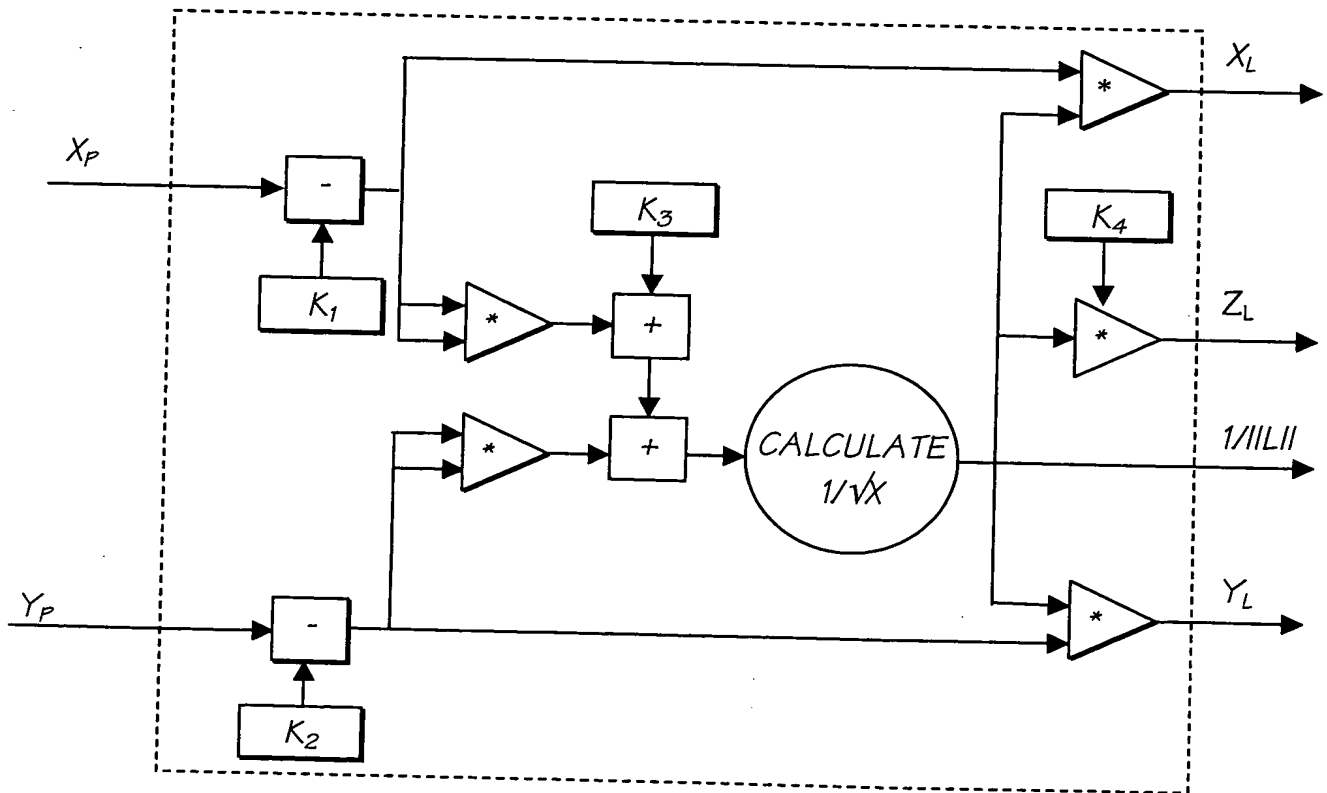 X_L
*
X_P
-
K_3
K_4
K_1
*
+
*
Z_L
*
+
CALCULATE
1/√X
1/||L||
Y_P
-
*
Y_L
K_2